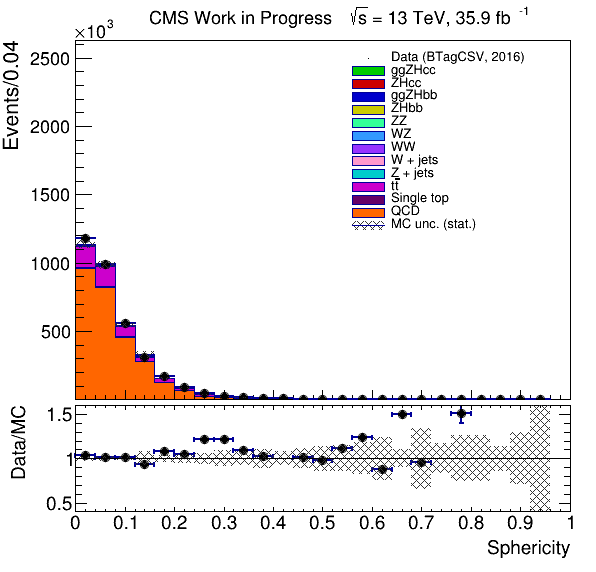 CMS Work in Progress √s = 13 TeV, 35.9 fb⁻¹
×10³
Events/0.04
2500
2000
1500
1000
500
Data (BTagCSV, 2016)
ggZHcc
ZHcc
ggZHbb
ZHbb
ZZ
WZ
WW
W + jets
Z + jets
tt̄
Single top
QCD
MC unc. (stat.)
Data/MC
1.5
1
0.5
0 0.1 0.2 0.3 0.4 0.5 0.6 0.7 0.8 0.9 1
Sphericity